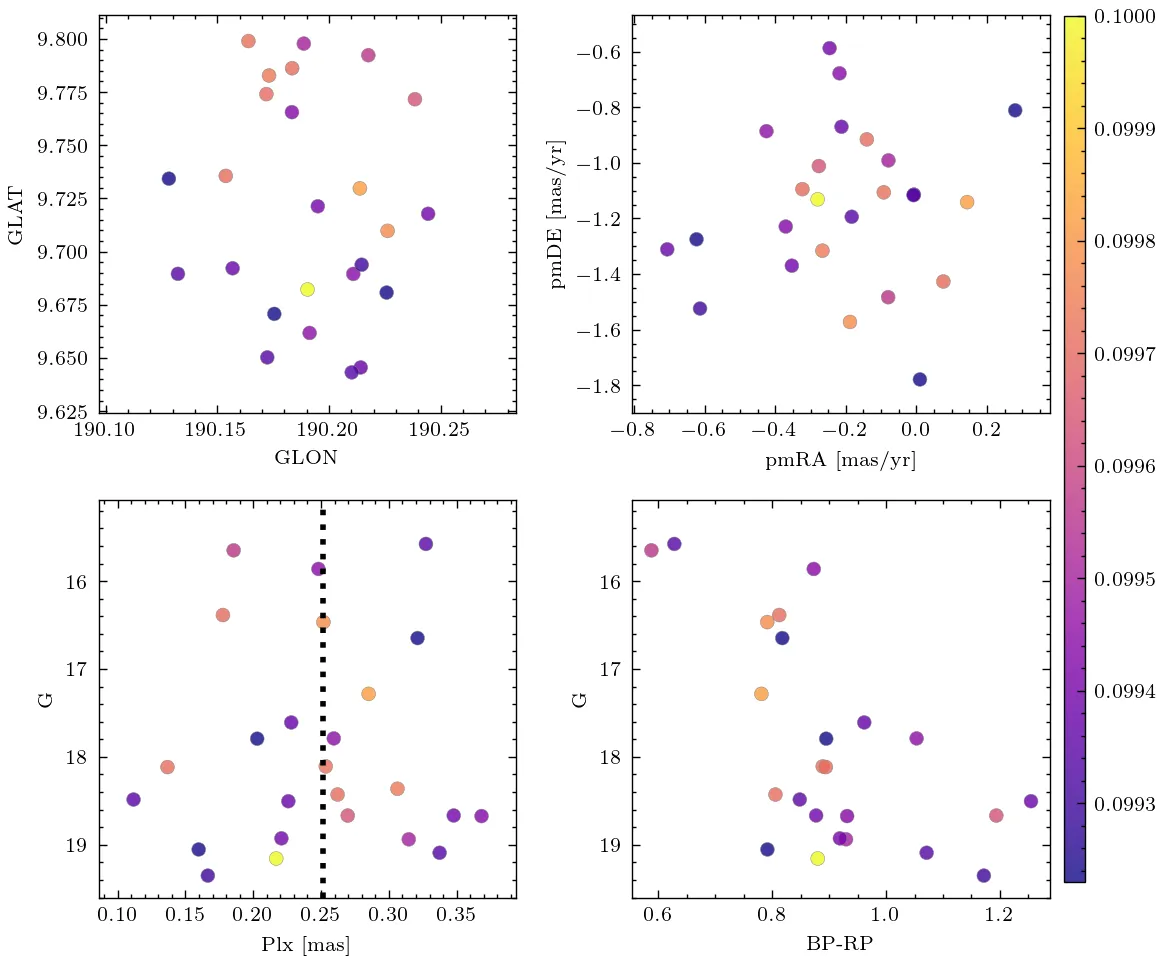 9.800
9.775
9.750
9.725
9.700
9.675
9.650
9.625
GLAT
190.10 190.15 190.20 190.25
GLON
−0.6
−0.8
−1.0
−1.2
−1.4
−1.6
−1.8
pmDE [mas/yr]
−0.8 −0.6 −0.4 −0.2 0.0 0.2
pmRA [mas/yr]
0.1000
0.0999
0.0998
0.0997
0.0996
0.0995
0.0994
0.0993
16
17
18
19
G
0.10 0.15 0.20 0.25 0.30 0.35
Plx [mas]
16
17
18
19
G
0.6 0.8 1.0 1.2
BP-RP